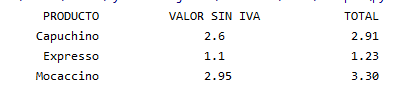 PRODUCTO VALOR SIN IVA TOTAL
Capuchino 2.6 2.91
Expresso 1.1 1.23
Mocaccino 2.95 3.30